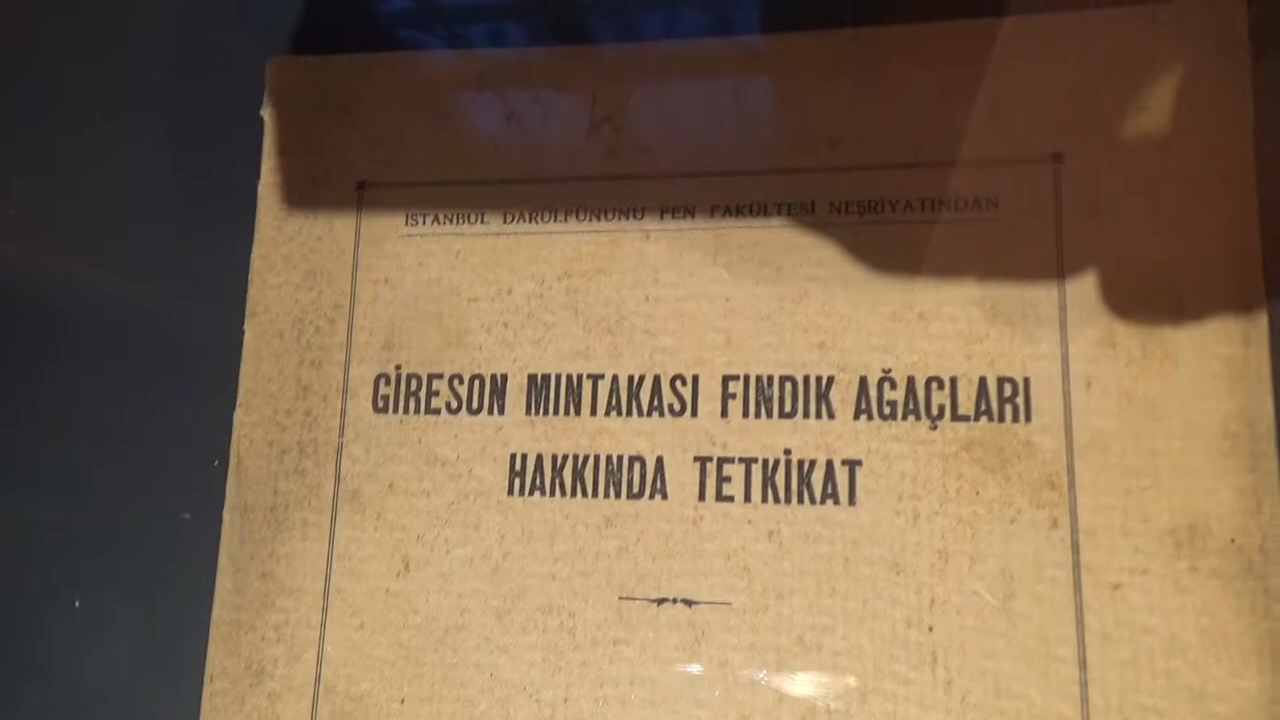 İSTANBUL DARÜLFÜNUNU FEN FAKÜLTESİ NEŞRİYATINDAN
GİRESON MINTAKASI FINDIK AĞAÇLARI
HAKKINDA TETKİKAT